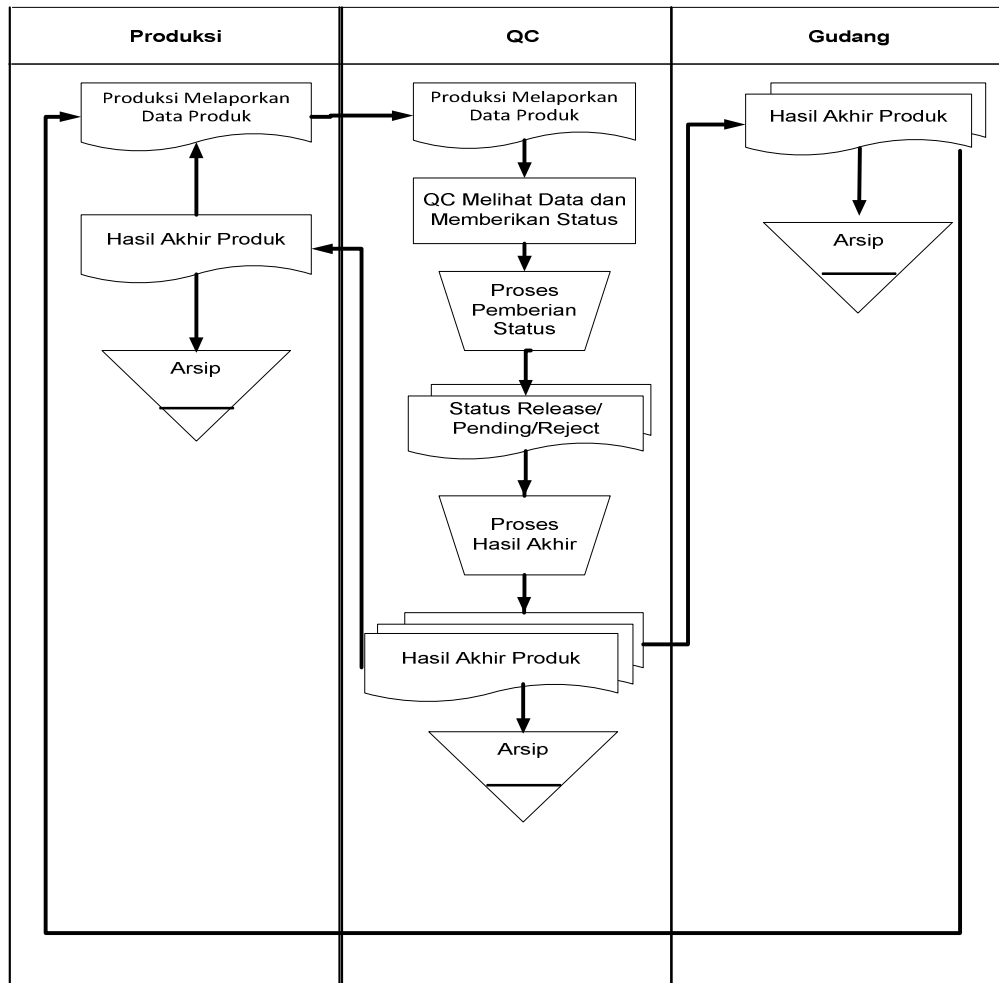 Produksi
QC
Gudang
Produksi Melaporkan
Data Produk
Hasil Akhir Produk
Arsip
Produksi Melaporkan
Data Produk
QC Melihat Data dan
Memberikan Status
Proses
Pemberian
Status
Status Release/
Pending/Reject
Proses
Hasil Akhir
Hasil Akhir Produk
Arsip
Hasil Akhir Produk
Arsip